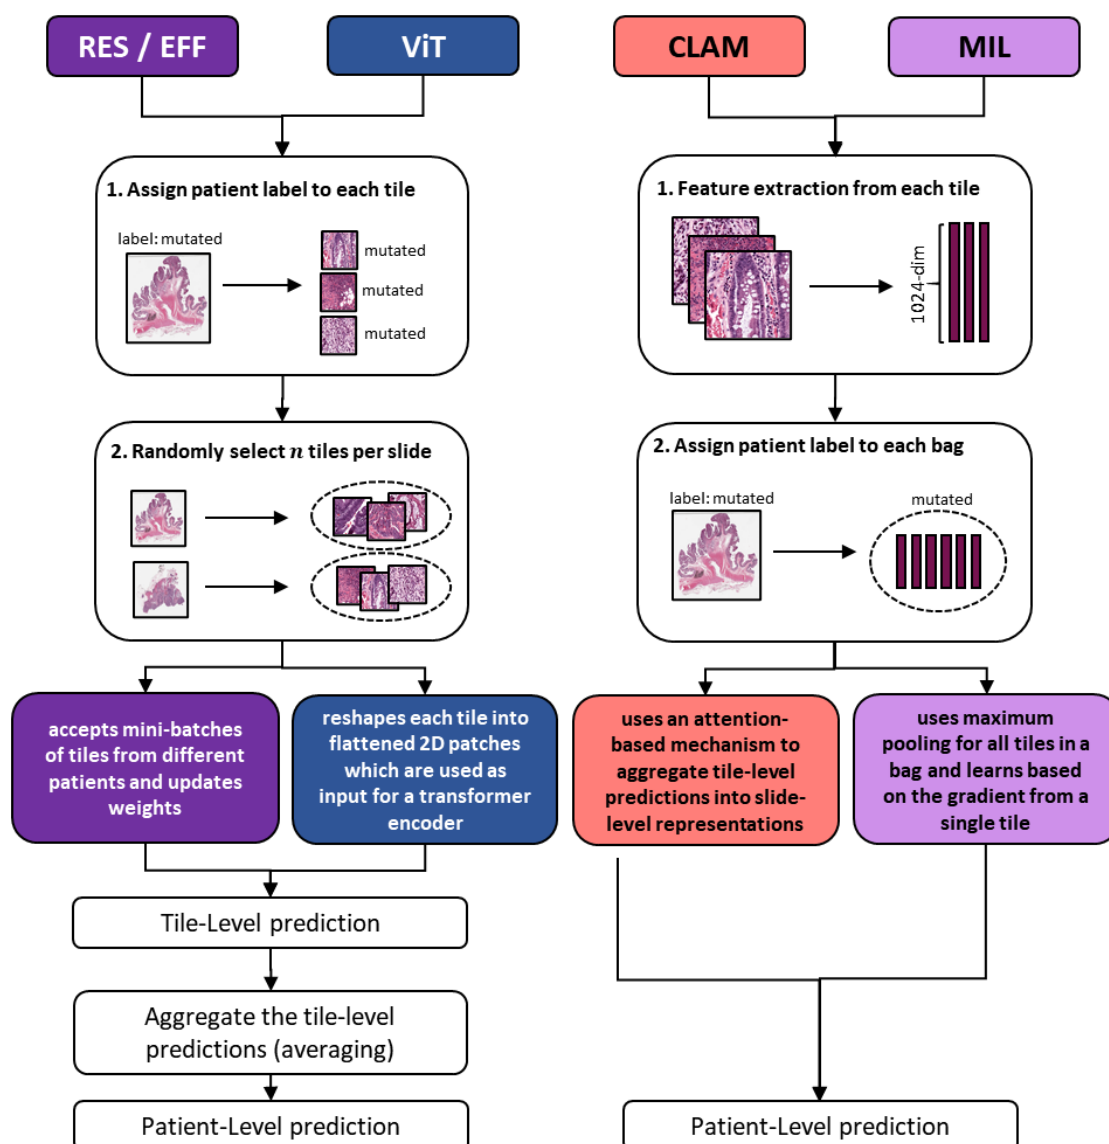 RES / EFF
ViT
1. Assign patient label to each tile
label: mutated
mutated
mutated
mutated
2. Randomly select n tiles per slide
accepts mini-batches
of tiles from different
patients and updates
weights
reshapes each tile into
flattened 2D patches
which are used as
input for a transformer
encoder
Tile-Level prediction
Aggregate the tile-level
predictions (averaging)
Patient-Level prediction
CLAM
MIL
1. Feature extraction from each tile
1024-dim
2. Assign patient label to each bag
label: mutated
mutated
uses an attention-
based mechanism to
aggregate tile-level
predictions into slide-
level representations
uses maximum
pooling for all tiles in a
bag and learns based
on the gradient from a
single tile
Patient-Level prediction